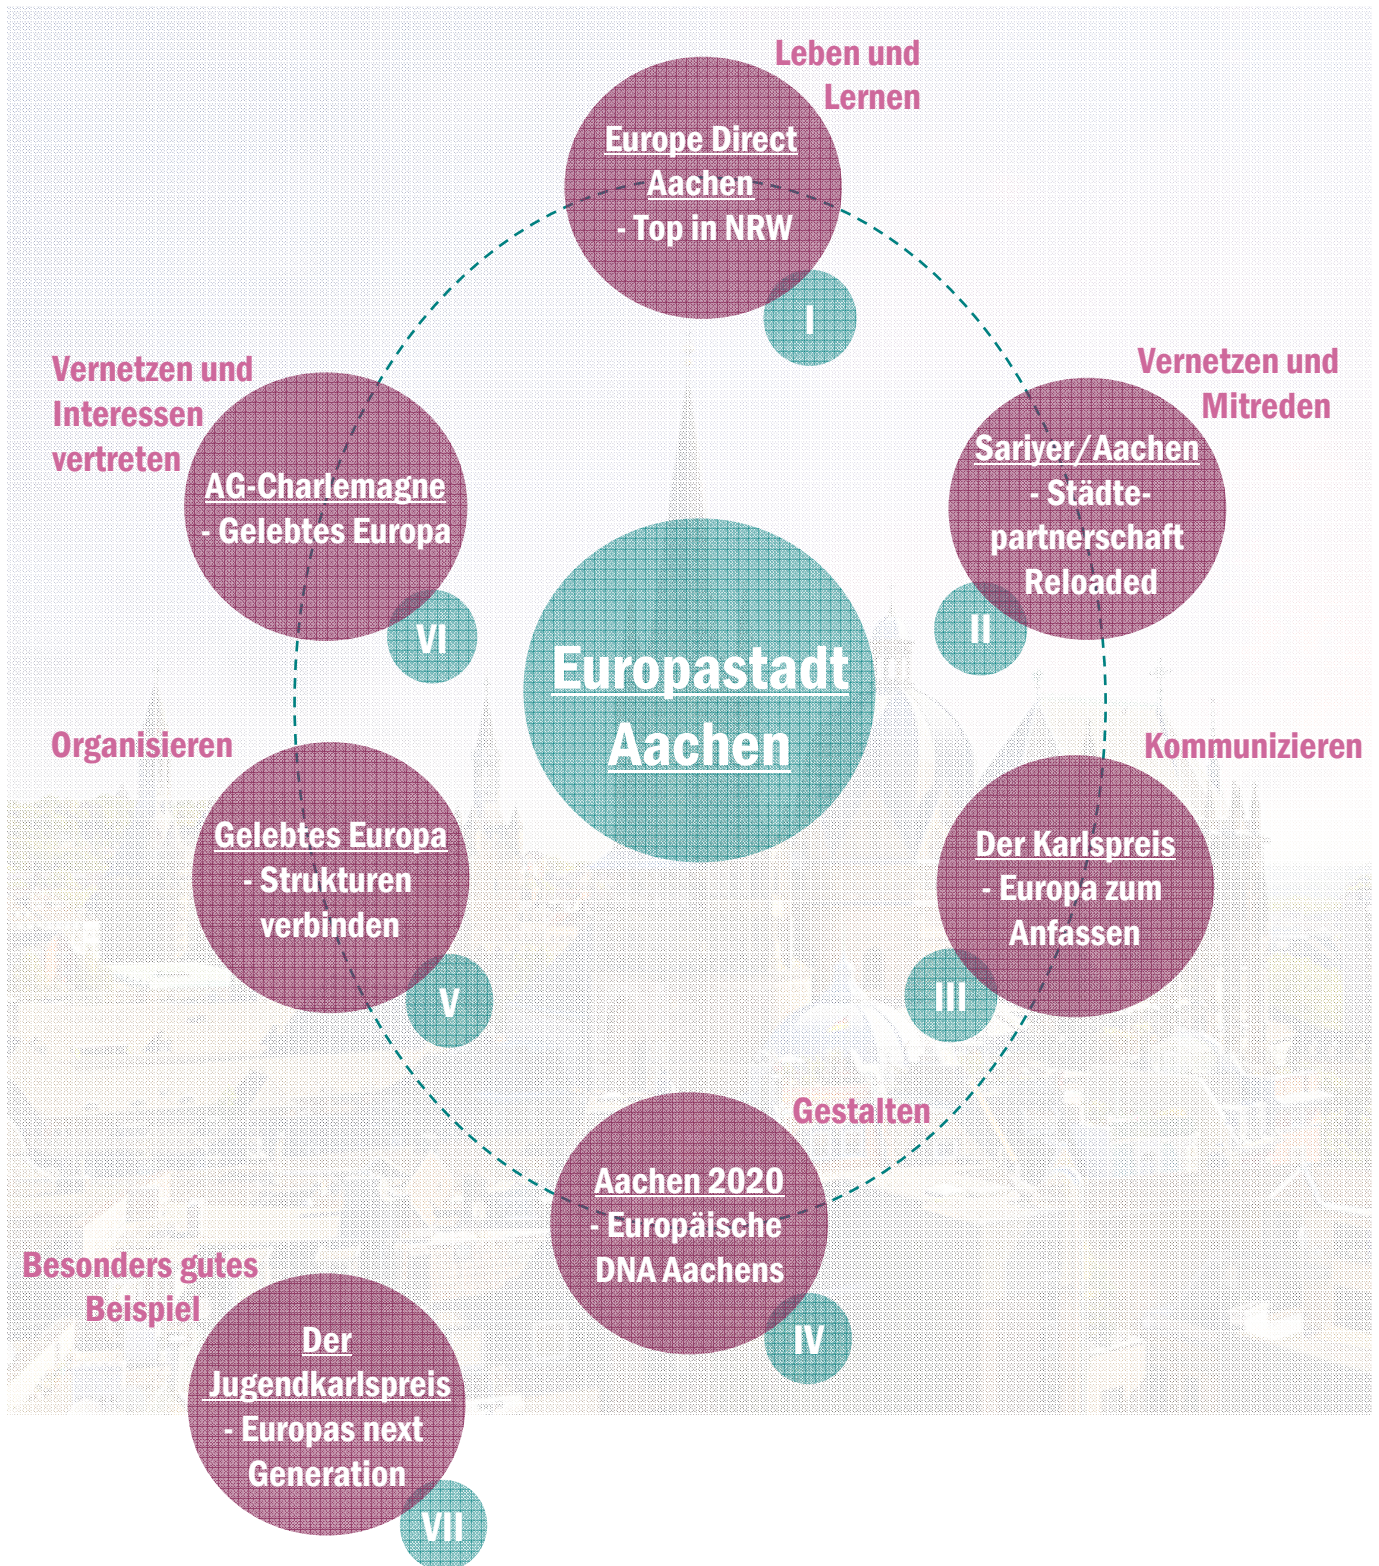 Leben und
Lernen
Europe Direct
Aachen
- Top in NRW
I
Vernetzen und
Mitreden
Sariyer/Aachen
- Städte-
partnerschaft
Reloaded
II
Kommunizieren
Der Karlspreis
- Europa zum
Anfassen
III
Gestalten
Aachen 2020
- Europäische
DNA Aachens
IV
Organisieren
Gelebtes Europa
- Strukturen
verbinden
V
Vernetzen und
Interessen
vertreten
AG-Charlemagne
- Gelebtes Europa
VI
Europastadt
Aachen
Besonders gutes
Beispiel
Der
Jugendkarlspreis
- Europas next
Generation
VII